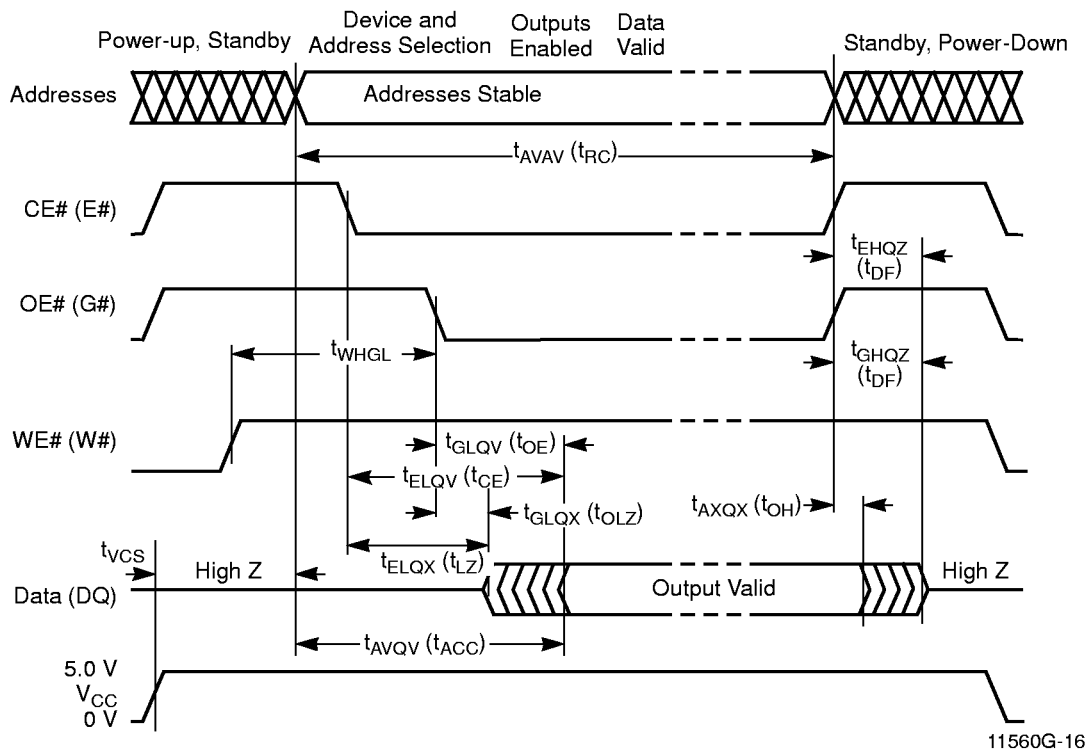 Power-up, Standby
Device and
Address Selection
Outputs
Enabled
Data
Valid
Standby, Power-Down
Addresses
Addresses Stable
tAVAV (tRC)
CE# (E#)
tEHQZ
(tDF)
OE# (G#)
tWHGL
tGHQZ
(tDF)
WE# (W#)
tGLQV (tOE)
tELQV (tCE)
tGLQX (tOLZ)
tAXQX (tOH)
tVCS
tELQX (tLZ)
High Z
Output Valid
High Z
Data (DQ)
tAVQV (tACC)
5.0 V
VCC
0 V
11560G-16